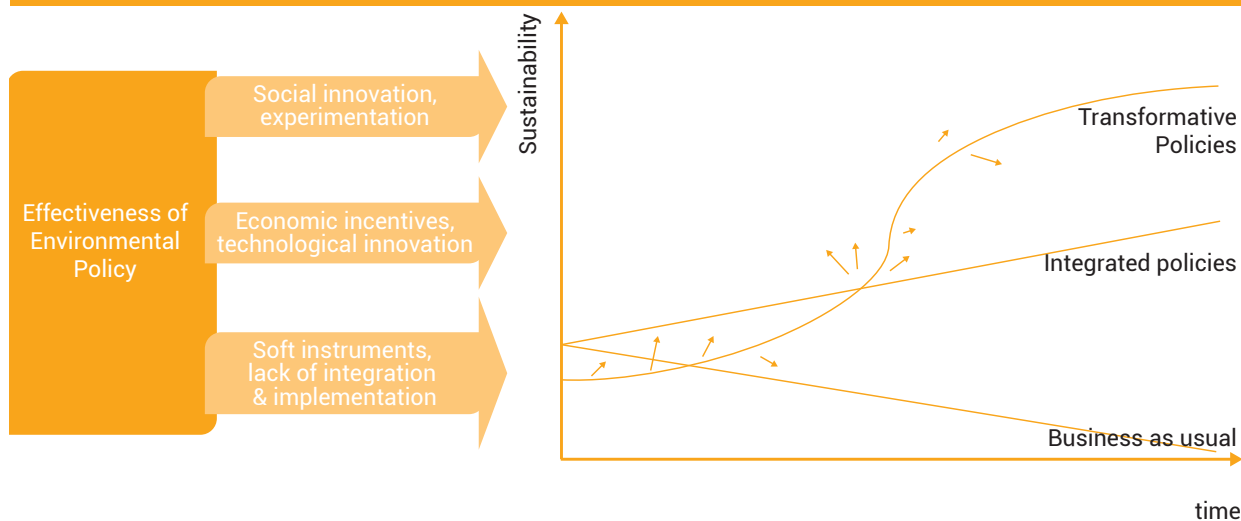 Effectiveness of
Environmental
Policy
Social innovation,
experimentation
Economic incentives,
technological innovation
Soft instruments,
lack of integration
& implementation
Sustainability
Transformative
Policies
Integrated policies
Business as usual
time